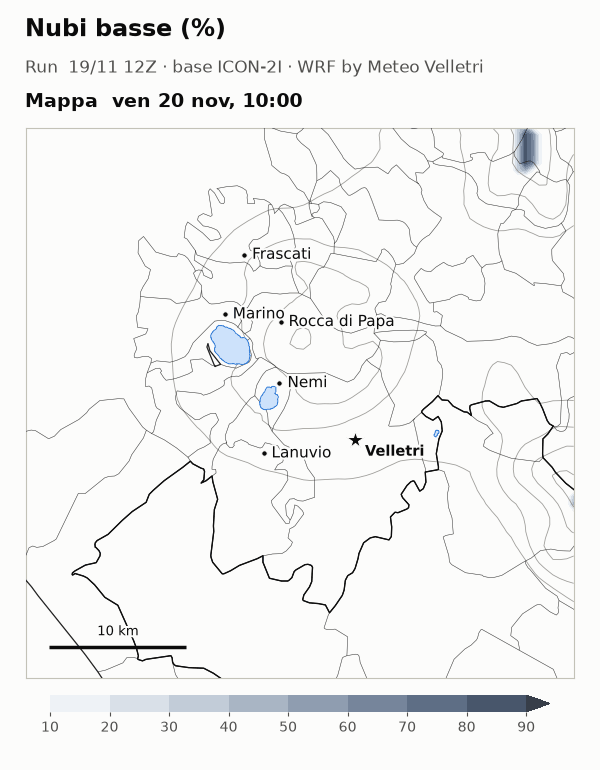 Nubi basse (%)
Run  19/11 12Z · base ICON-2I · WRF by Meteo Velletri
Mappa  ven 20 nov, 10:00
Frascati
Marino
Rocca di Papa
Nemi
Velletri
Lanuvio
10 km
10 20 30 40 50 60 70 80 90